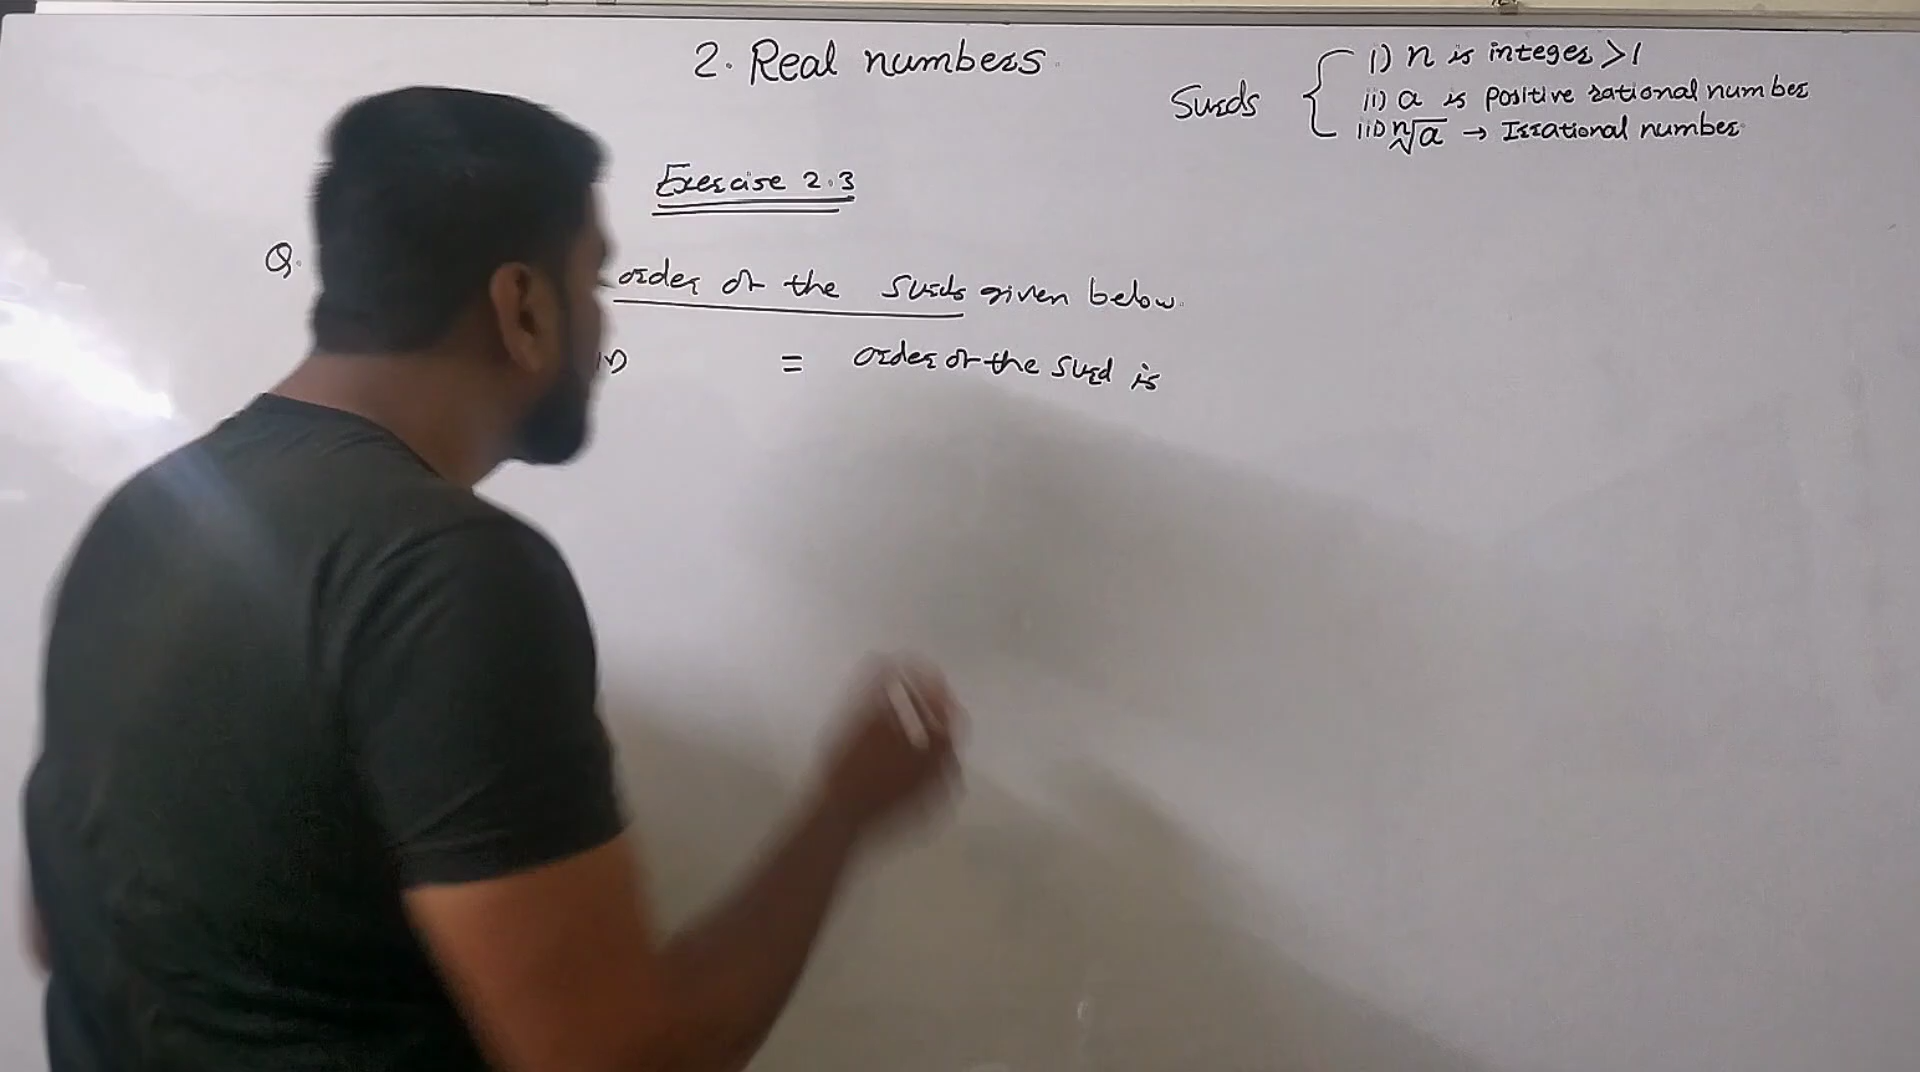 2. Real numbers
Surds { i) n is integer > 1
ii) a is positive rational number
iii) ⁿ√a → Irrational number
Exercise 2.3
Q.
order of the surds given below.
= order of the surd is